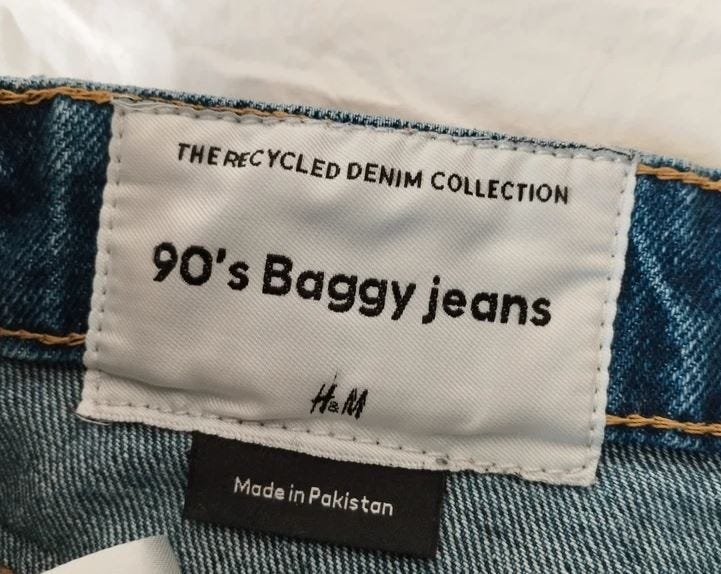 THE RECYCLED DENIM COLLECTION
90's Baggy jeans
H&M
Made in Pakistan